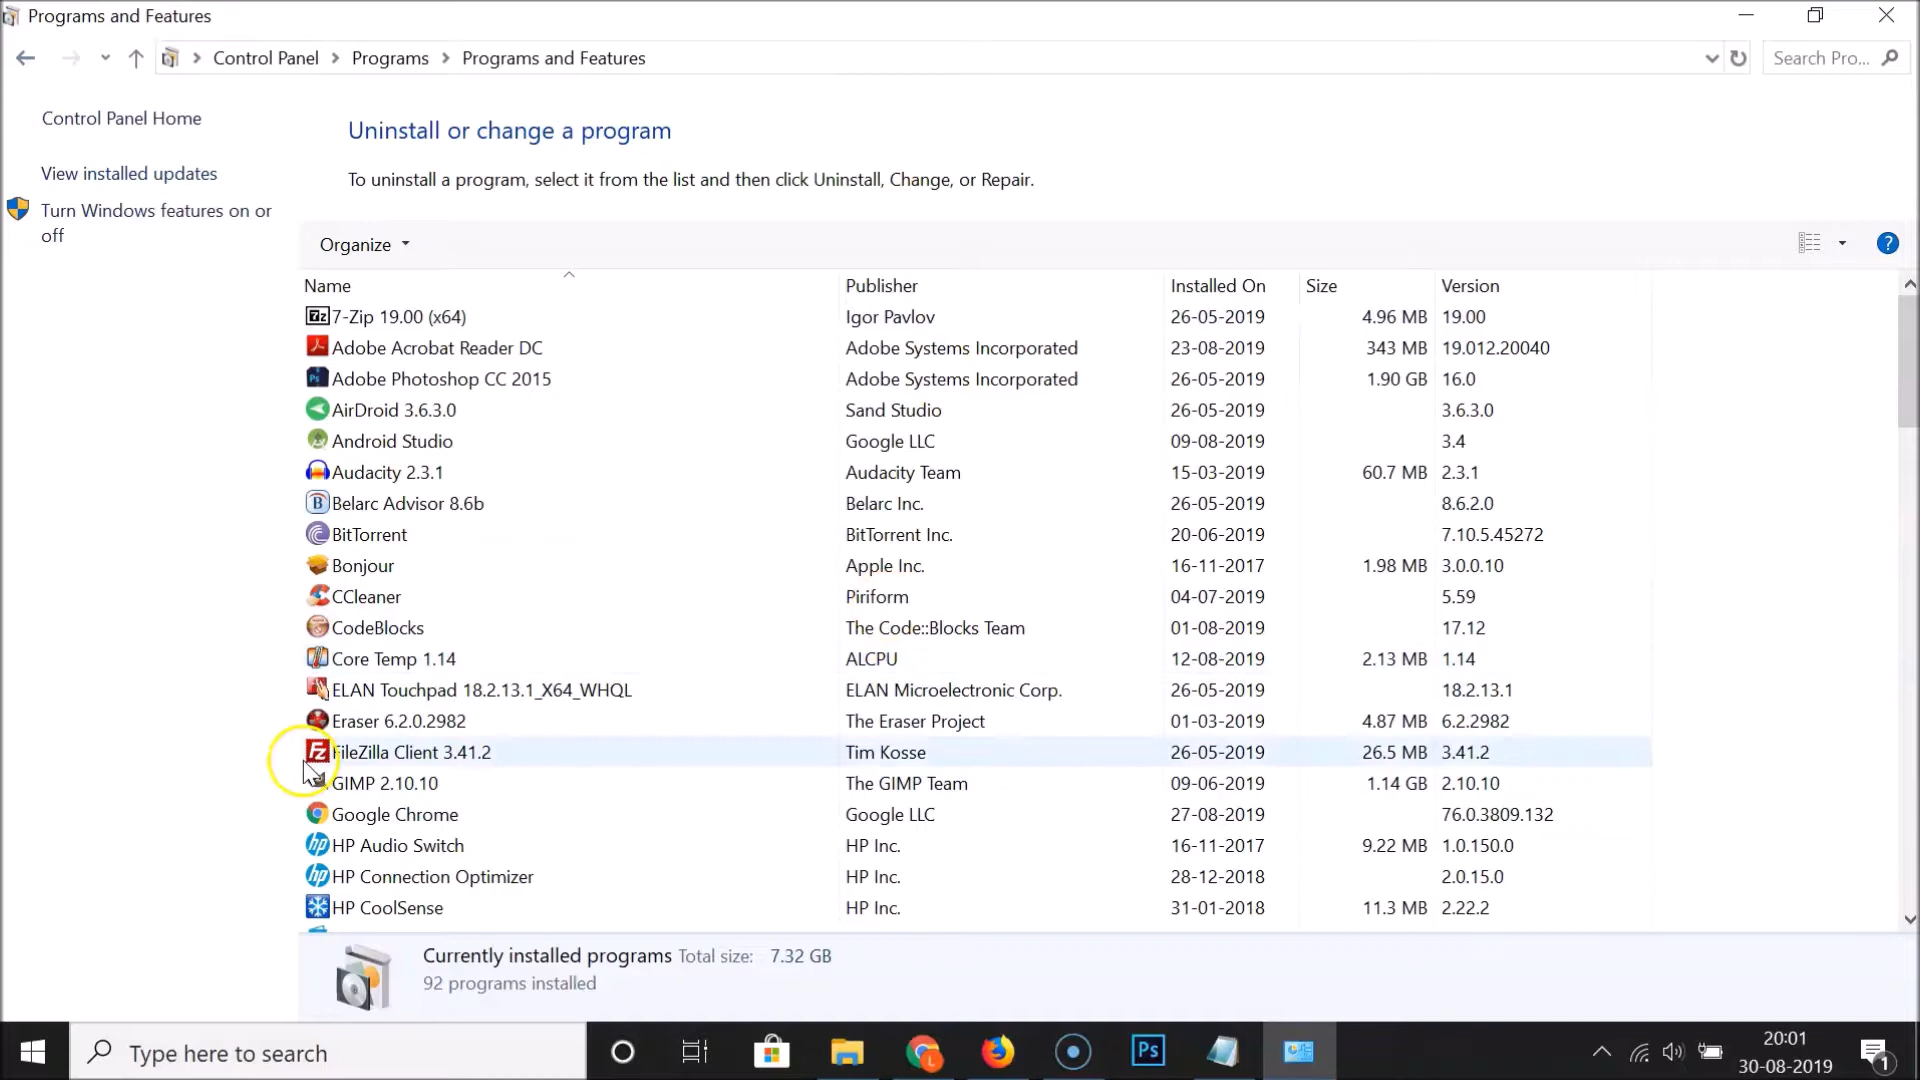 Programs and Features
Control Panel > Programs > Programs and Features
Search Pro...
Control Panel Home
View installed updates
Turn Windows features on or
off
Uninstall or change a program
To uninstall a program, select it from the list and then click Uninstall, Change, or Repair.
Organize
?
Name Publisher Installed On Size Version
7z 7-Zip 19.00 (x64) Igor Pavlov 26-05-2019 4.96 MB 19.00
Adobe Acrobat Reader DC Adobe Systems Incorporated 23-08-2019 343 MB 19.012.20040
Ps Adobe Photoshop CC 2015 Adobe Systems Incorporated 26-05-2019 1.90 GB 16.0
AirDroid 3.6.3.0 Sand Studio 26-05-2019 3.6.3.0
Android Studio Google LLC 09-08-2019 3.4
Audacity 2.3.1 Audacity Team 15-03-2019 60.7 MB 2.3.1
B Belarc Advisor 8.6b Belarc Inc. 26-05-2019 8.6.2.0
BitTorrent BitTorrent Inc. 20-06-2019 7.10.5.45272
Bonjour Apple Inc. 16-11-2017 1.98 MB 3.0.0.10
CCleaner Piriform 04-07-2019 5.59
CodeBlocks The Code::Blocks Team 01-08-2019 17.12
Core Temp 1.14 ALCPU 12-08-2019 2.13 MB 1.14
ELAN Touchpad 18.2.13.1_X64_WHQL ELAN Microelectronic Corp. 26-05-2019 18.2.13.1
Eraser 6.2.0.2982 The Eraser Project 01-03-2019 4.87 MB 6.2.2982
Fz FileZilla Client 3.41.2 Tim Kosse 26-05-2019 26.5 MB 3.41.2
GIMP 2.10.10 The GIMP Team 09-06-2019 1.14 GB 2.10.10
Google Chrome Google LLC 27-08-2019 76.0.3809.132
hp HP Audio Switch HP Inc. 16-11-2017 9.22 MB 1.0.150.0
hp HP Connection Optimizer HP Inc. 28-12-2018 2.0.15.0
HP CoolSense HP Inc. 31-01-2018 11.3 MB 2.22.2
Currently installed programs Total size: 7.32 GB
92 programs installed
Type here to search
L
Ps
20:01
30-08-2019
1